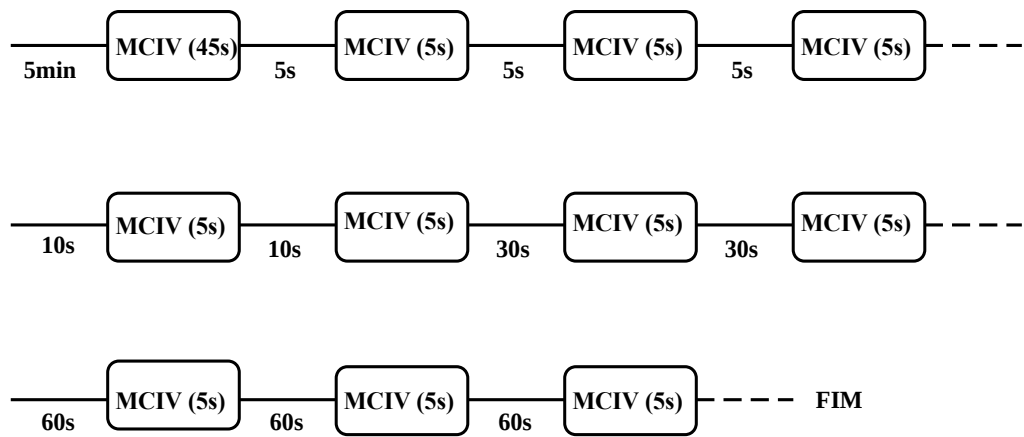 MCIV (45s) MCIV (5s) MCIV (5s) MCIV (5s)
5min 5s 5s 5s
MCIV (5s) MCIV (5s) MCIV (5s) MCIV (5s)
10s 10s 30s 30s
MCIV (5s) MCIV (5s) MCIV (5s) FIM
60s 60s 60s